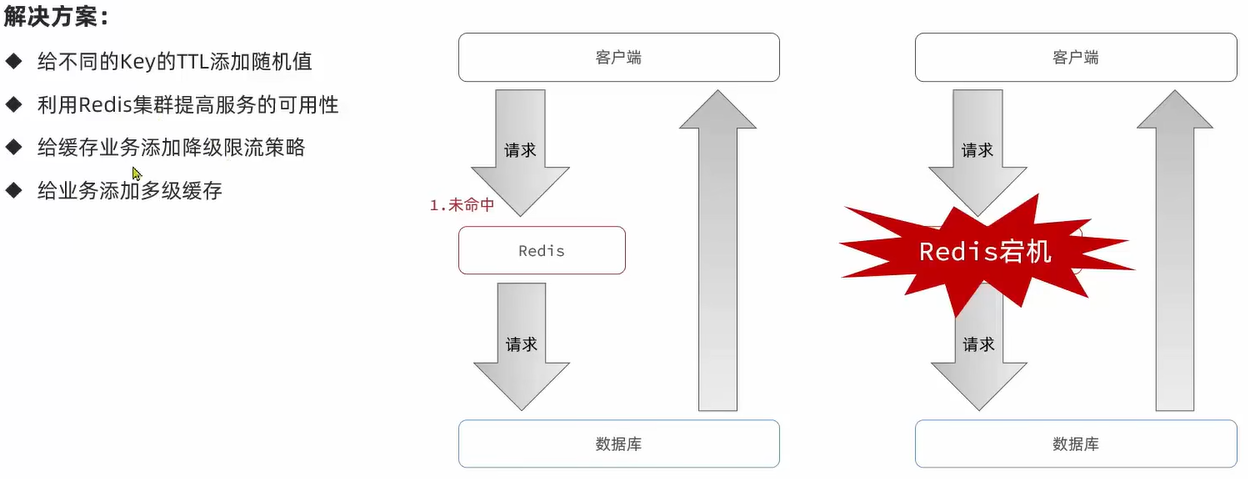 解决方案：
给不同的Key的TTL添加随机值
利用Redis集群提高服务的可用性
给缓存业务添加降级限流策略
给业务添加多级缓存
客户端
请求
1.未命中
Redis
请求
数据库
客户端
请求
Redis宕机
请求
数据库